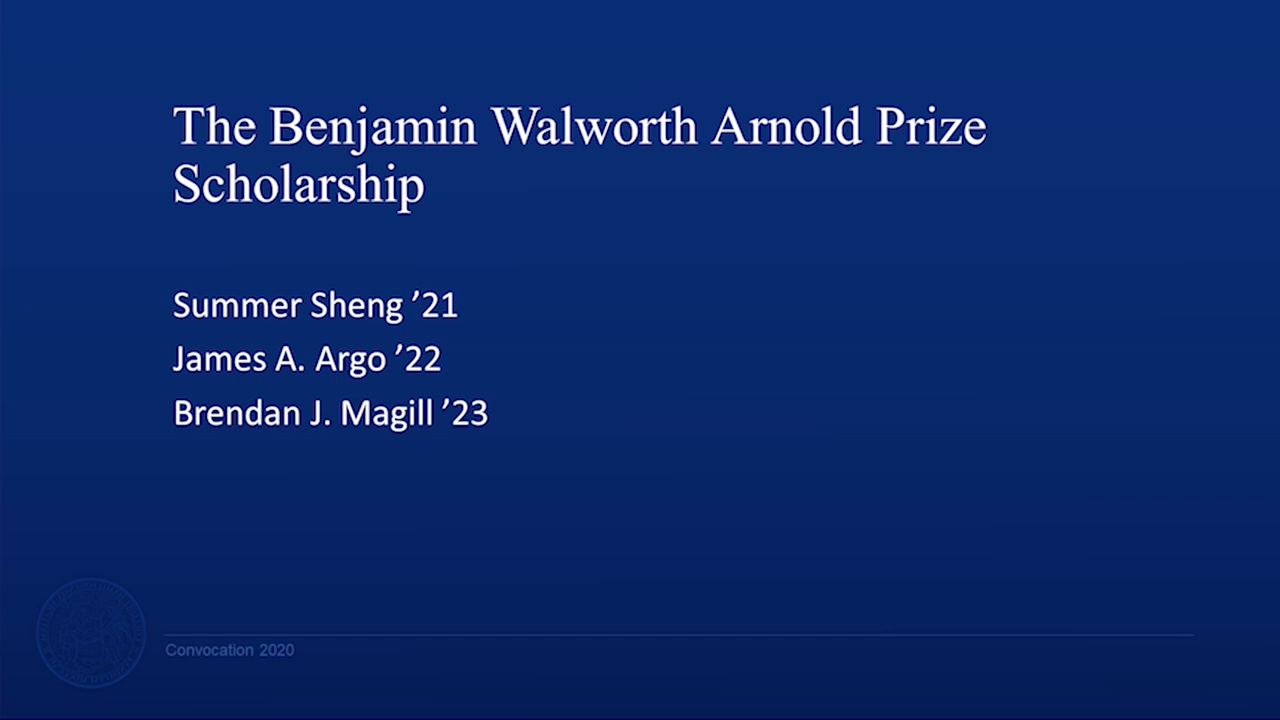 The Benjamin Walworth Arnold Prize
Scholarship
Summer Sheng ’21
James A. Argo ’22
Brendan J. Magill ’23
Convocation 2020